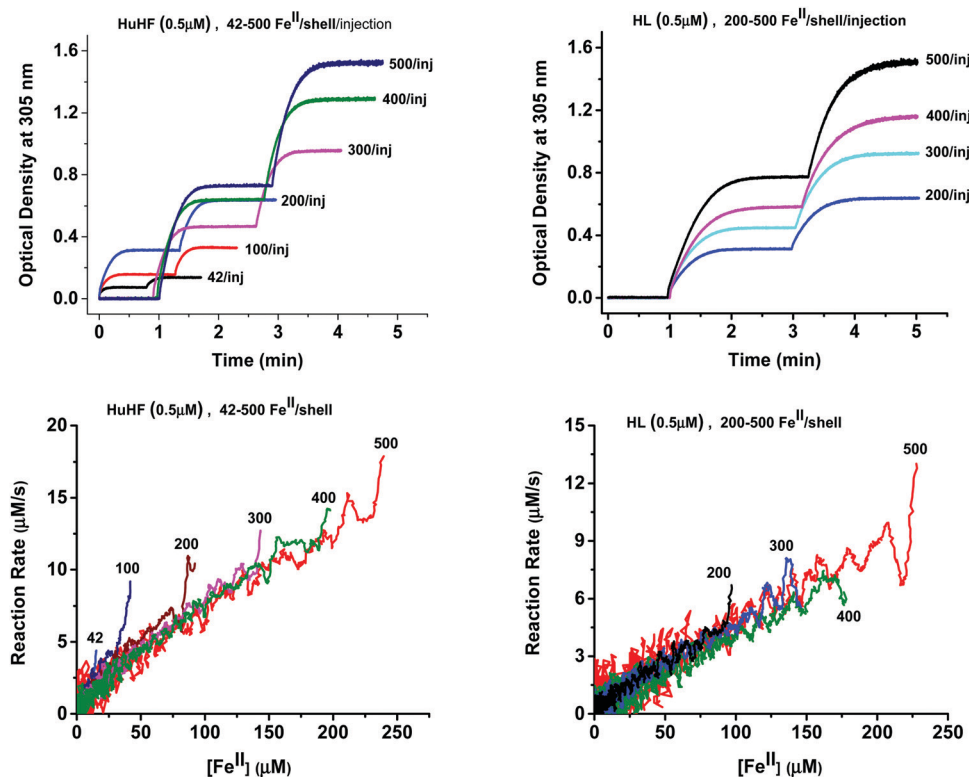 HuHF (0.5μM) , 42-500 Fe^II/shell/injection
Optical Density at 305 nm
1.6
1.2
0.8
0.4
0.0
500/inj
400/inj
300/inj
200/inj
100/inj
42/inj
0 1 2 3 4 5
Time (min)
HL (0.5μM) , 200-500 Fe^II/shell/injection
Optical Density at 305 nm
1.6
1.2
0.8
0.4
0.0
500/inj
400/inj
300/inj
200/inj
0 1 2 3 4 5
Time (min)
HuHF (0.5μM) , 42-500 Fe^II/shell
Reaction Rate (μM/s)
20
15
10
5
0
500
400
300
200
100
42
0 50 100 150 200 250
[Fe^II] (μM)
HL (0.5μM) , 200-500 Fe^II/shell
Reaction Rate (μM/s)
15
12
9
6
3
0
500
300
200
400
0 50 100 150 200 250
[Fe^II] (μM)